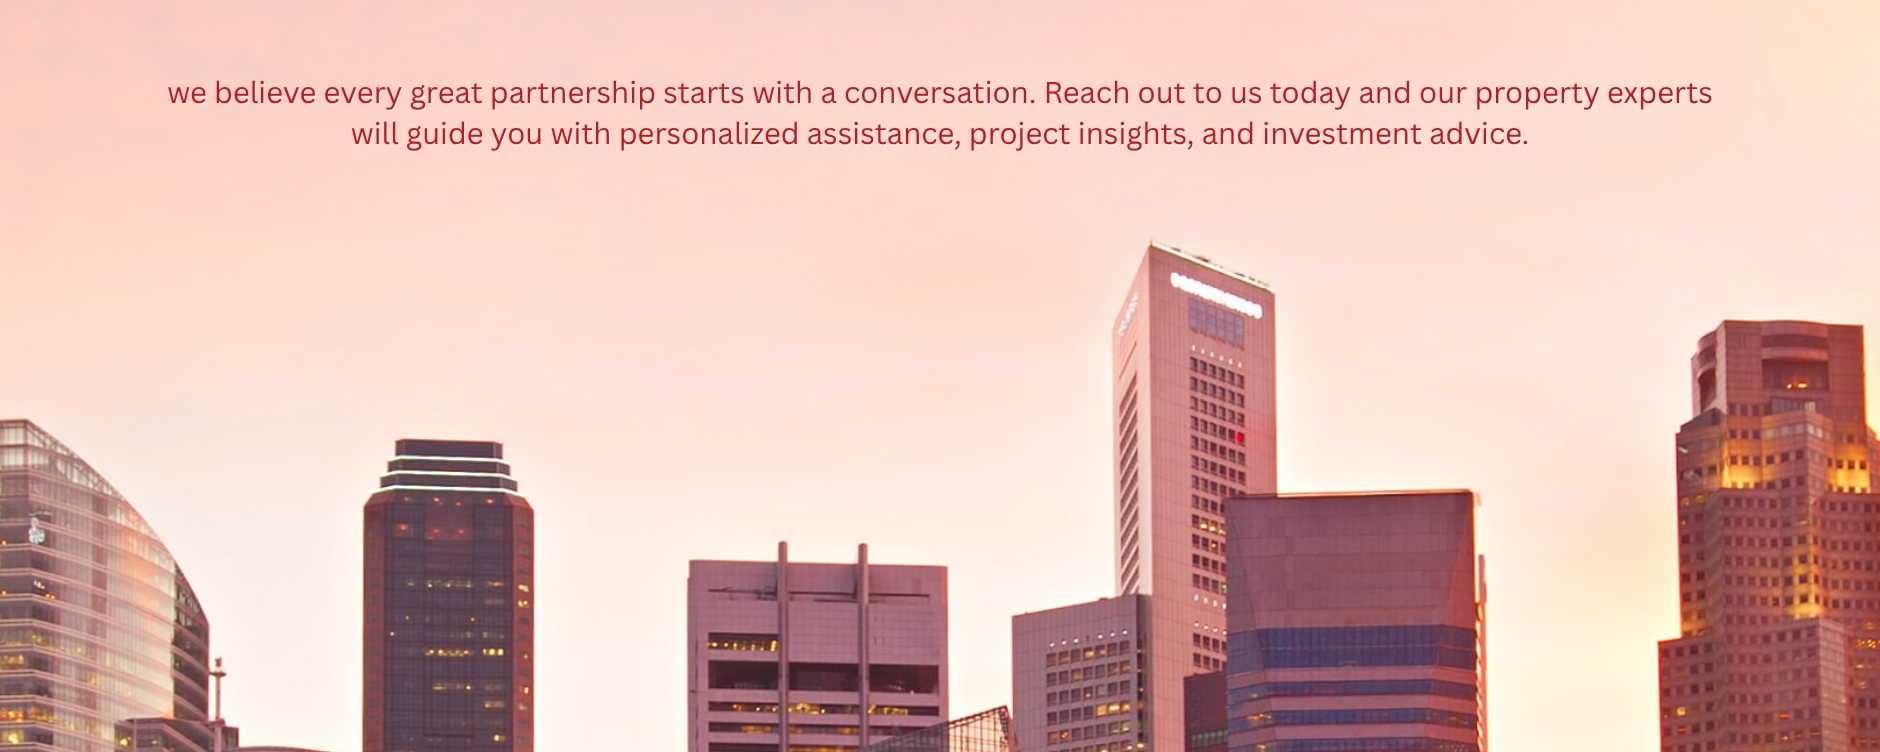 we believe every great partnership starts with a conversation. Reach out to us today and our property experts
will guide you with personalized assistance, project insights, and investment advice.